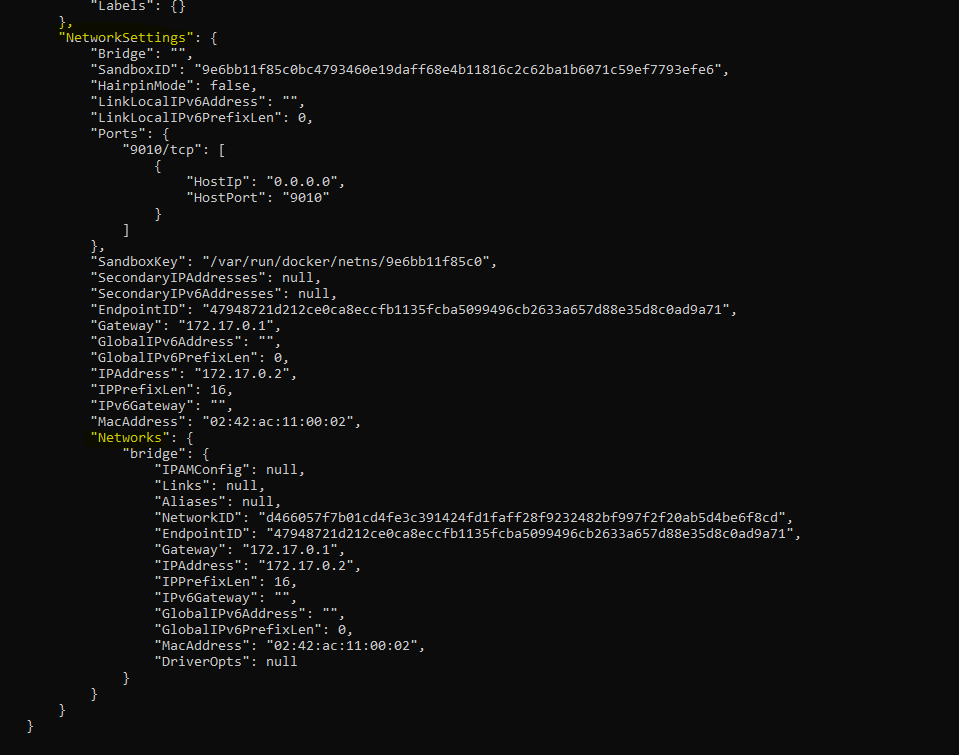 "Labels": {}
},
"NetworkSettings": {
"Bridge": "",
"SandboxID": "9e6bb11f85c0bc4793460e19daff68e4b11816c2c62ba1b6071c59ef7793efe6",
"HairpinMode": false,
"LinkLocalIPv6Address": "",
"LinkLocalIPv6PrefixLen": 0,
"Ports": {
"9010/tcp": [
{
"HostIp": "0.0.0.0",
"HostPort": "9010"
}
]
},
"SandboxKey": "/var/run/docker/netns/9e6bb11f85c0",
"SecondaryIPAddresses": null,
"SecondaryIPv6Addresses": null,
"EndpointID": "47948721d212ce0ca8eccfb1135fcba5099496cb2633a657d88e35d8c0ad9a71",
"Gateway": "172.17.0.1",
"GlobalIPv6Address": "",
"GlobalIPv6PrefixLen": 0,
"IPAddress": "172.17.0.2",
"IPPrefixLen": 16,
"IPv6Gateway": "",
"MacAddress": "02:42:ac:11:00:02",
"Networks": {
"bridge": {
"IPAMConfig": null,
"Links": null,
"Aliases": null,
"NetworkID": "d466057f7b01cd4fe3c391424fd1faff28f9232482bf997f2f20ab5d4be6f8cd",
"EndpointID": "47948721d212ce0ca8eccfb1135fcba5099496cb2633a657d88e35d8c0ad9a71",
"Gateway": "172.17.0.1",
"IPAddress": "172.17.0.2",
"IPPrefixLen": 16,
"IPv6Gateway": "",
"GlobalIPv6Address": "",
"GlobalIPv6PrefixLen": 0,
"MacAddress": "02:42:ac:11:00:02",
"DriverOpts": null
}
}
}
}